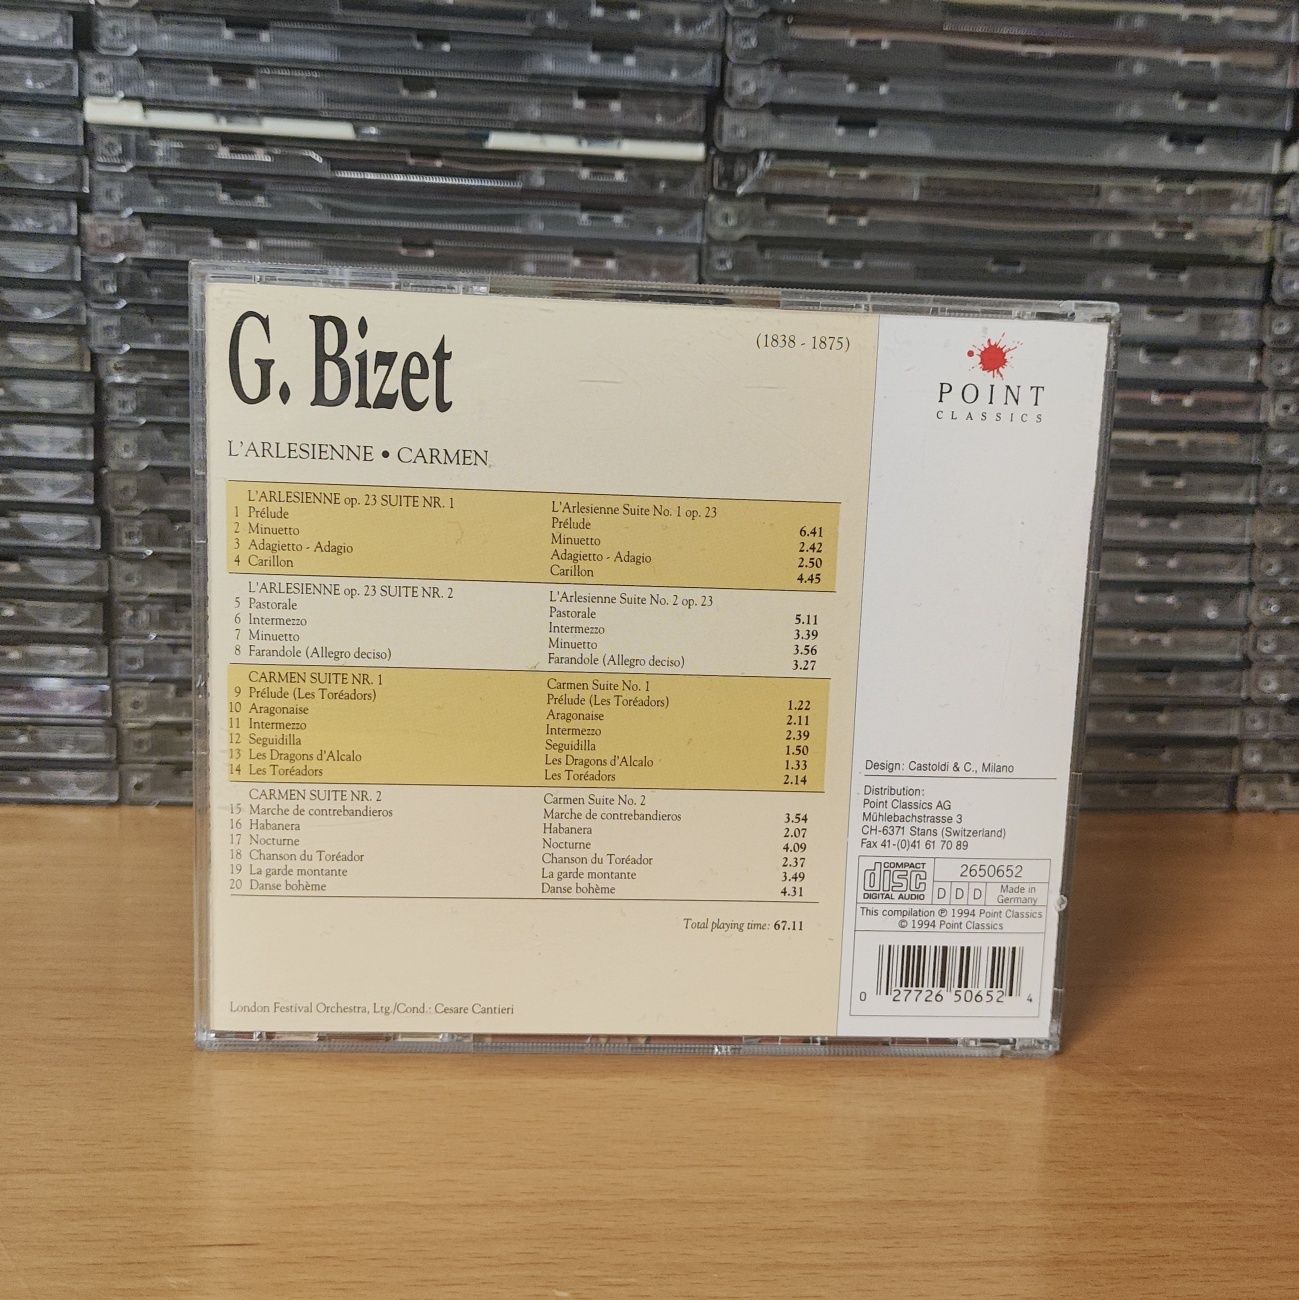 G. Bizet
(1838 - 1875)
L'ARLESIENNE • CARMEN
L'ARLESIENNE op. 23 SUITE NR. 1 L'Arlesienne Suite No. 1 op. 23
1 Prélude Prélude 6.41
2 Minuetto Minuetto 2.42
3 Adagietto - Adagio Adagietto - Adagio 2.50
4 Carillon Carillon 4.45
L'ARLESIENNE op. 23 SUITE NR. 2 L'Arlesienne Suite No. 2 op. 23
5 Pastorale Pastorale 5.11
6 Intermezzo Intermezzo 3.39
7 Minuetto Minuetto 3.56
8 Farandole (Allegro deciso) Farandole (Allegro deciso) 3.27
CARMEN SUITE NR. 1 Carmen Suite No. 1
9 Prélude (Les Toréadors) Prélude (Les Toréadors) 1.22
10 Aragonaise Aragonaise 2.11
11 Intermezzo Intermezzo 2.39
12 Seguidilla Seguidilla 1.50
13 Les Dragons d'Alcalo Les Dragons d'Alcalo 1.33
14 Les Toréadors Les Toréadors 2.14
CARMEN SUITE NR. 2 Carmen Suite No. 2
15 Marche de contrebandieros Marche de contrebandieros 3.54
16 Habanera Habanera 2.07
17 Nocturne Nocturne 4.09
18 Chanson du Toréador Chanson du Toréador 2.37
19 La garde montante La garde montante 3.49
20 Danse bohème Danse bohème 4.31
Total playing time: 67.11
London Festival Orchestra, Ltg./Cond.: Cesare Cantieri
POINT
CLASSICS
Design: Castoldi & C., Milano
Distribution:
Point Classics AG
Mühlebachstrasse 3
CH-6371 Stans (Switzerland)
Fax 41-(0)41 61 70 89
COMPACT
disc
DIGITAL AUDIO
2650652
D D D
Made in
Germany
This compilation ℗ 1994 Point Classics
© 1994 Point Classics
0 27726 50652 4